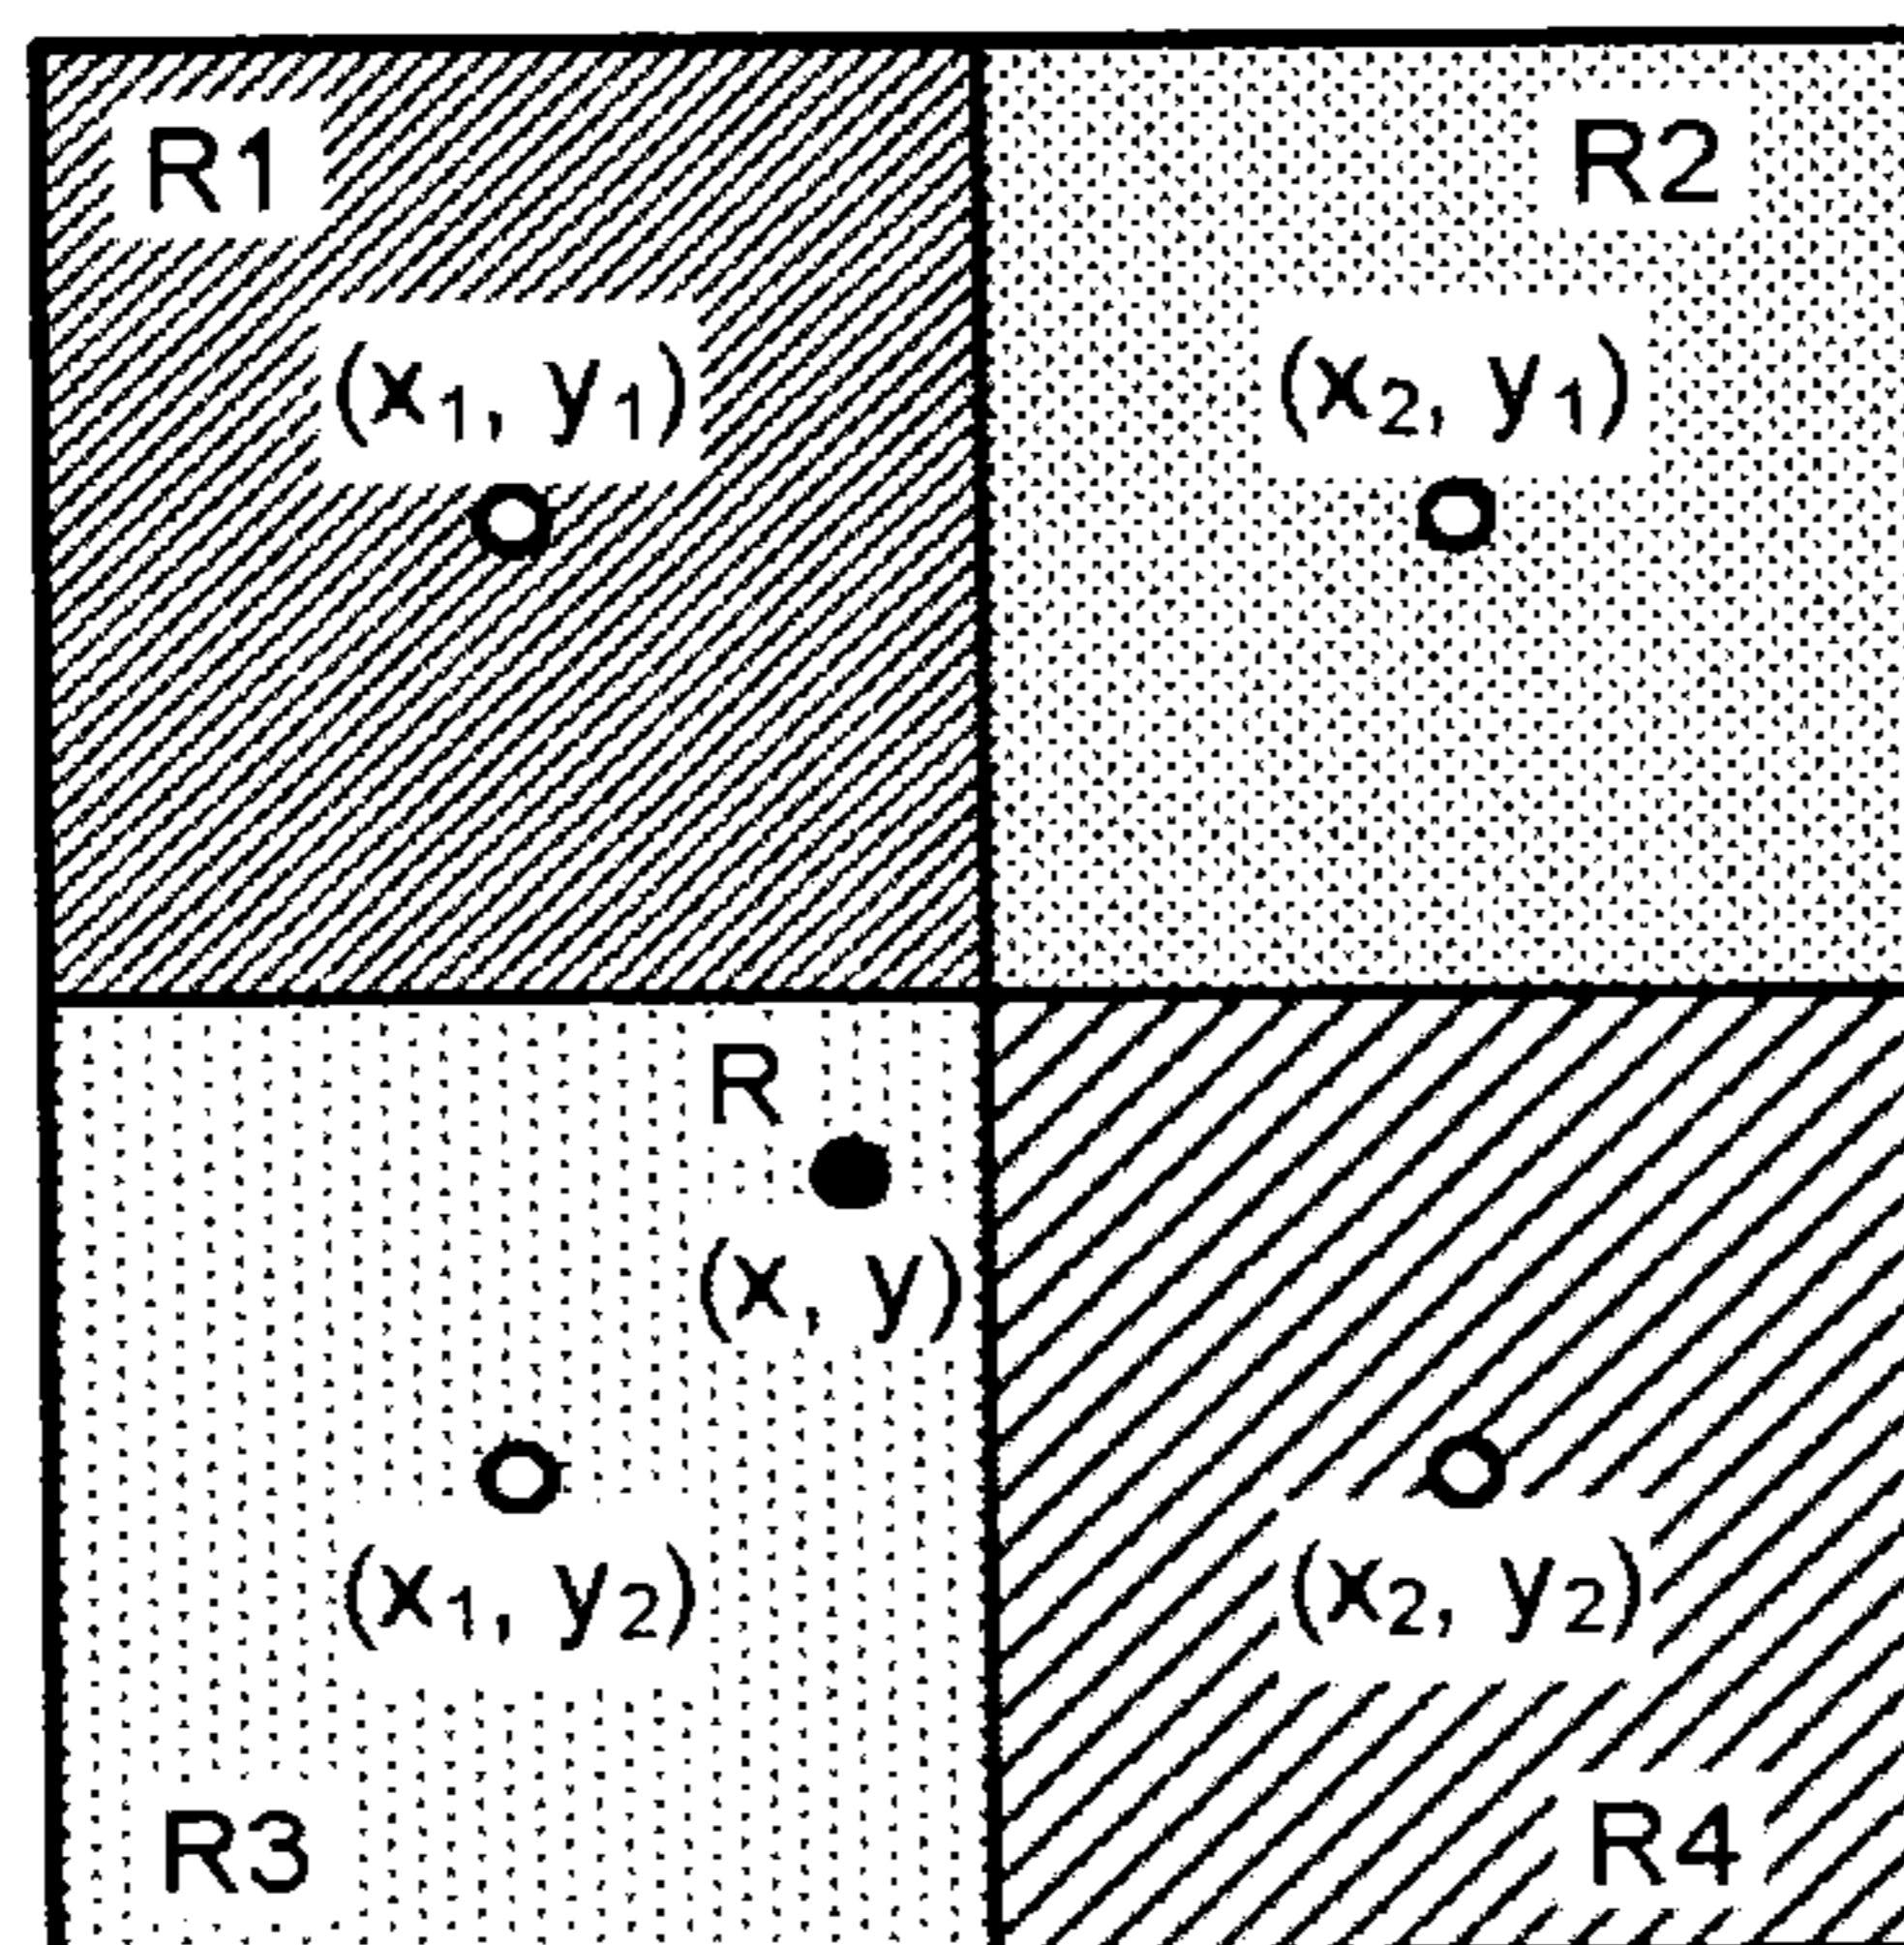 R1
R2
(x₁, y₁)
(x₂, y₁)
R
(x, y)
(x₁, y₂)
(x₂, y₂)
R3
R4